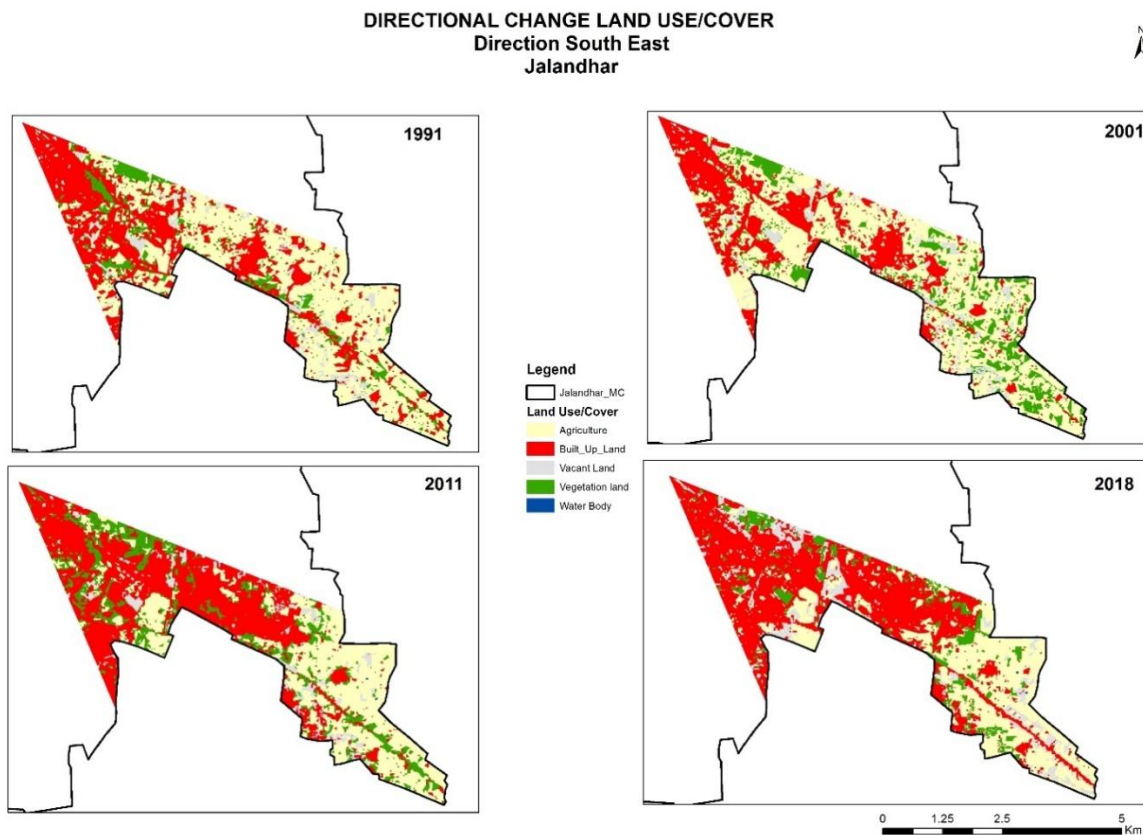 DIRECTIONAL CHANGE LAND USE/COVER
Direction South East
Jalandhar
N
1991
2001
Legend
Jalandhar_MC
Land Use/Cover
Agriculture
Built_Up_Land
Vacant Land
Vegetation land
Water Body
2011
2018
0 1.25 2.5 5
Km